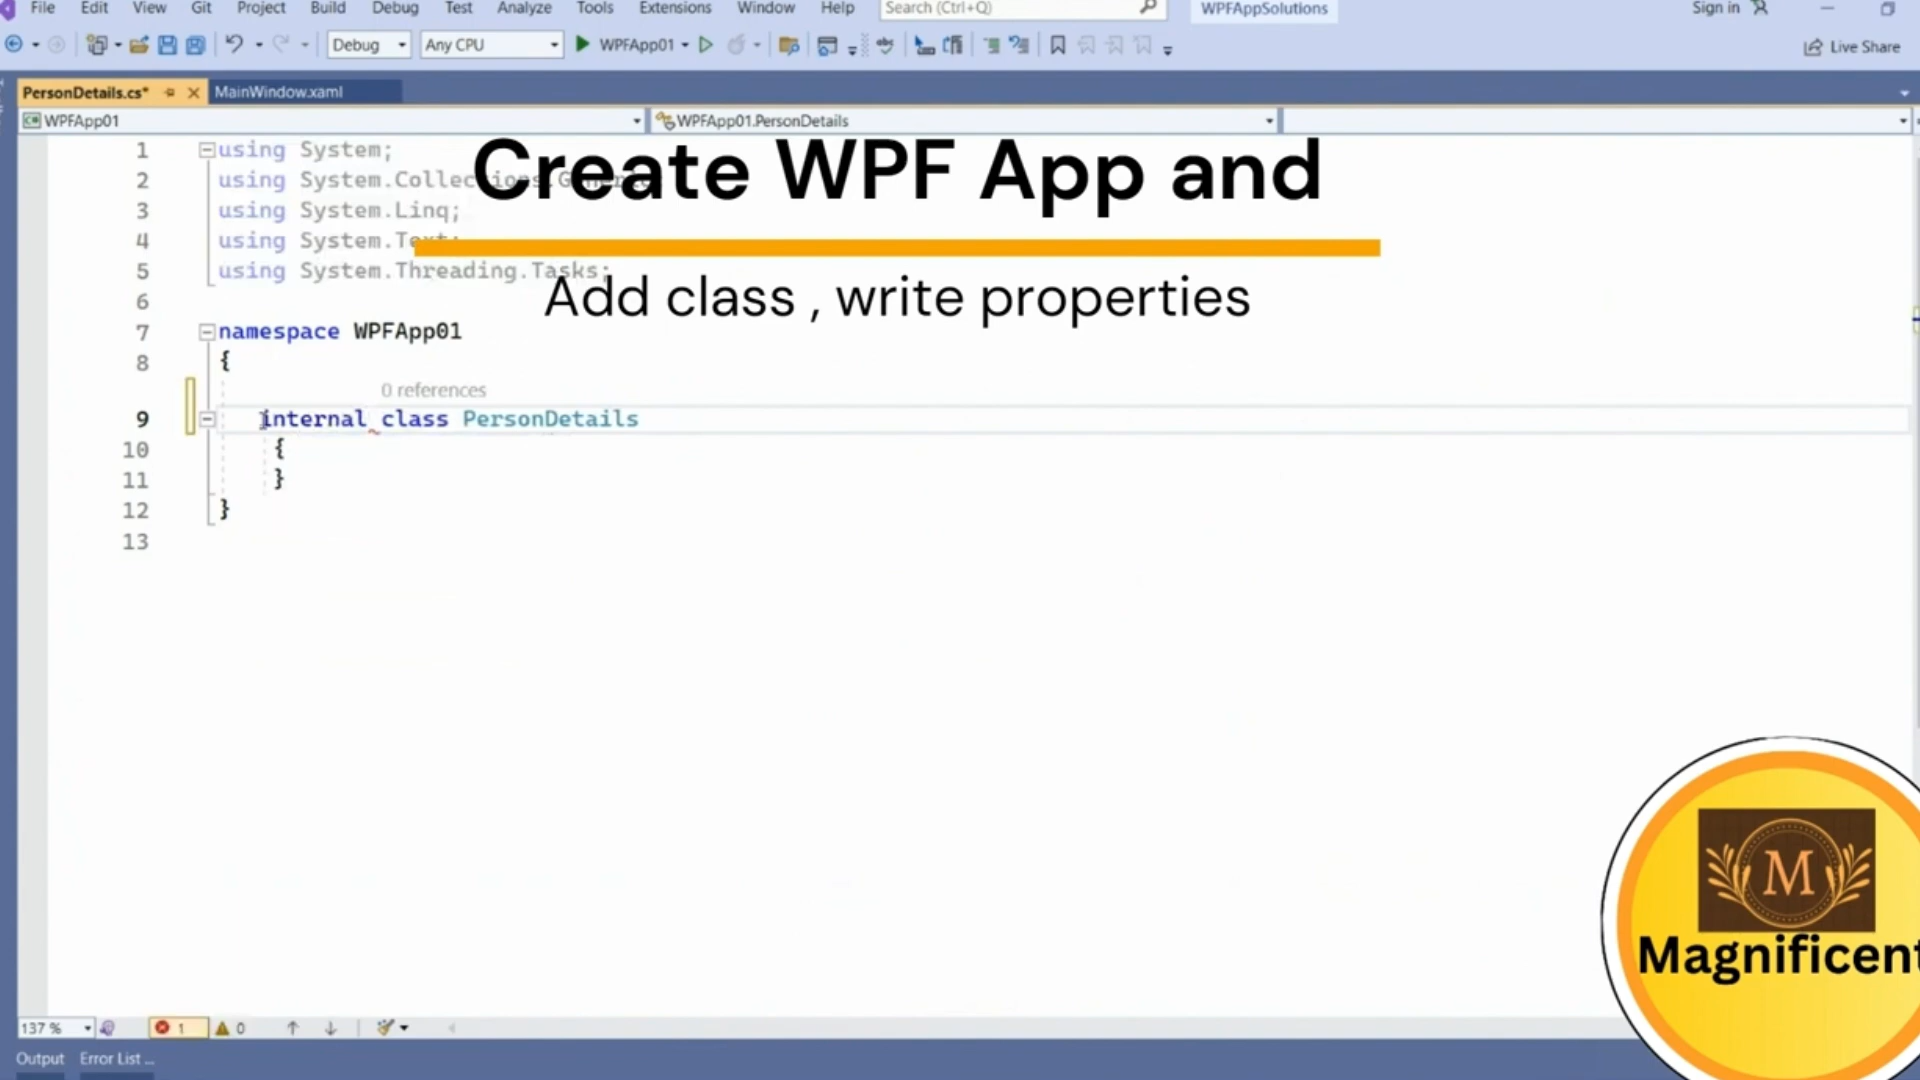 File Edit View Git Project Build Debug Test Analyze Tools Extensions Window Help Search (Ctrl+Q) WPFAppSolutions Sign in
Debug Any CPU WPFApp01 Live Share
PersonDetails.cs* MainWindow.xaml
WPFApp01 WPFApp01.PersonDetails
Create WPF App and
Add class , write properties
1 using System;
2 using System.Collections.Generic
3 using System.Linq;
4 using System.Text;
5 using System.Threading.Tasks;
6
7 namespace WPFApp01
8 {
0 references
9 internal class PersonDetails
10 {
11 }
12 }
13
M
Magnificent
137 % 1 0
Output Error List ...